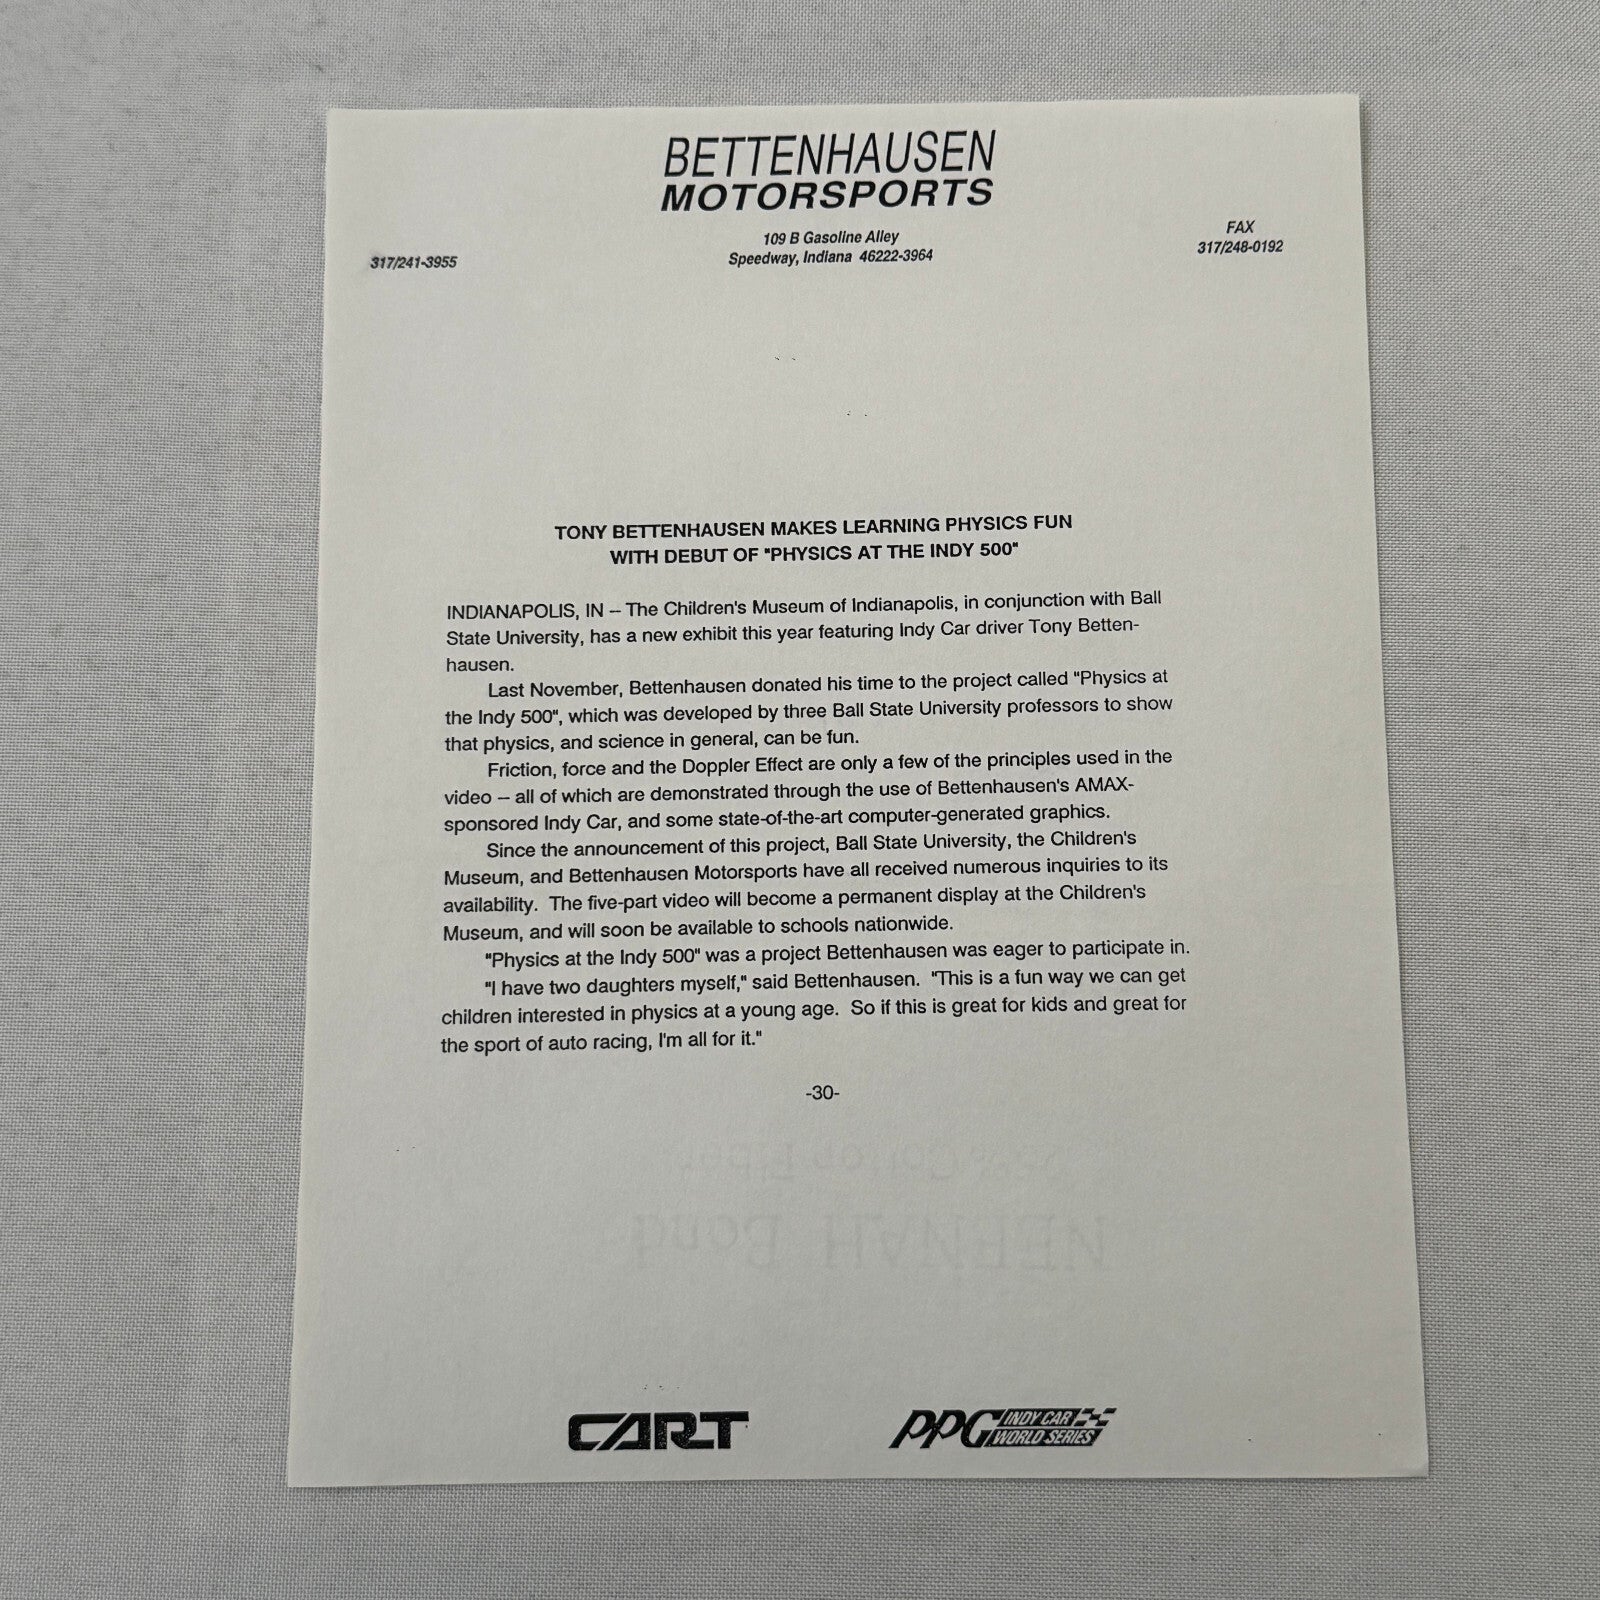 BETTENHAUSEN
MOTORSPORTS
109 B Gasoline Alley
Speedway, Indiana 46222-3964
317/241-3955
FAX
317/248-0192
TONY BETTENHAUSEN MAKES LEARNING PHYSICS FUN
WITH DEBUT OF "PHYSICS AT THE INDY 500"
INDIANAPOLIS, IN -- The Children's Museum of Indianapolis, in conjunction with Ball
State University, has a new exhibit this year featuring Indy Car driver Tony Betten-
hausen.
Last November, Bettenhausen donated his time to the project called "Physics at
the Indy 500", which was developed by three Ball State University professors to show
that physics, and science in general, can be fun.
Friction, force and the Doppler Effect are only a few of the principles used in the
video -- all of which are demonstrated through the use of Bettenhausen's AMAX-
sponsored Indy Car, and some state-of-the-art computer-generated graphics.
Since the announcement of this project, Ball State University, the Children's
Museum, and Bettenhausen Motorsports have all received numerous inquiries to its
availability. The five-part video will become a permanent display at the Children's
Museum, and will soon be available to schools nationwide.
"Physics at the Indy 500" was a project Bettenhausen was eager to participate in.
"I have two daughters myself," said Bettenhausen. "This is a fun way we can get
children interested in physics at a young age. So if this is great for kids and great for
the sport of auto racing, I'm all for it."
-30-
Cotton Fiber
NEENAH Bond
CART
PPG INDY CAR
WORLD SERIES